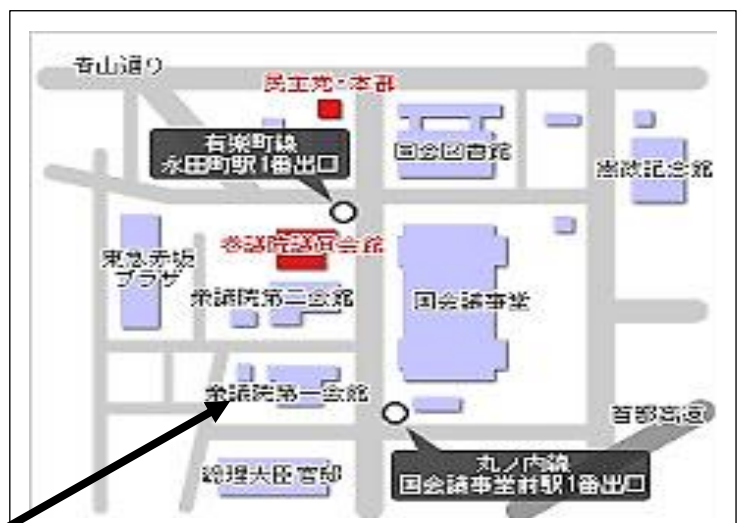 青山通り
民主党・本部
有楽町線
永田町駅1番出口
国会図書館
憲政記念館
参議院議員会館
東急赤坂
プラザ
衆議院第二会館
国会議事堂
衆議院第一会館
首都高速
総理大臣官邸
丸ノ内線
国会議事堂前駅1番出口